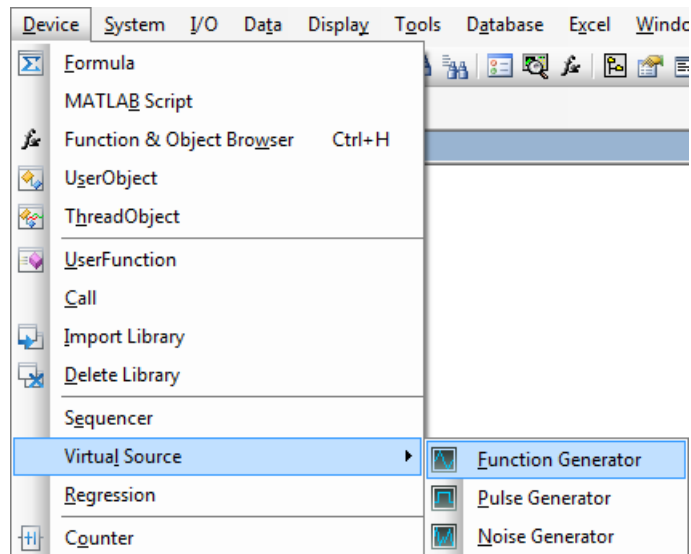 Device System I/O Data Display Tools Database Excel Windo
Formula
MATLAB Script
Function & Object Browser Ctrl+H
UserObject
ThreadObject
UserFunction
Call
Import Library
Delete Library
Sequencer
Virtual Source
Function Generator
Regression
Pulse Generator
Counter
Noise Generator